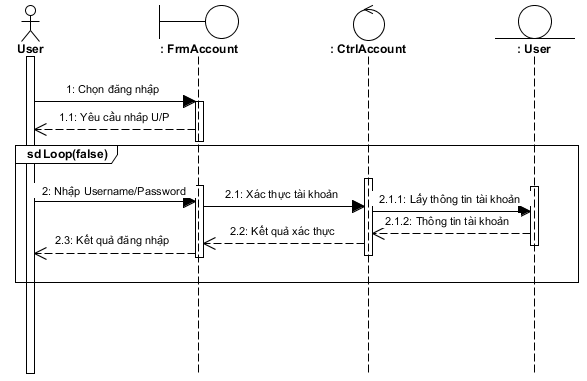 User
: FrmAccount
: CtrlAccount
: User
1: Chọn đăng nhập
1.1: Yêu cầu nhập U/P
sd Loop(false)
2: Nhập Username/Password
2.1: Xác thực tài khoản
2.1.1: Lấy thông tin tài khoản
2.1.2: Thông tin tài khoản
2.2: Kết quả xác thực
2.3: Kết quả đăng nhập